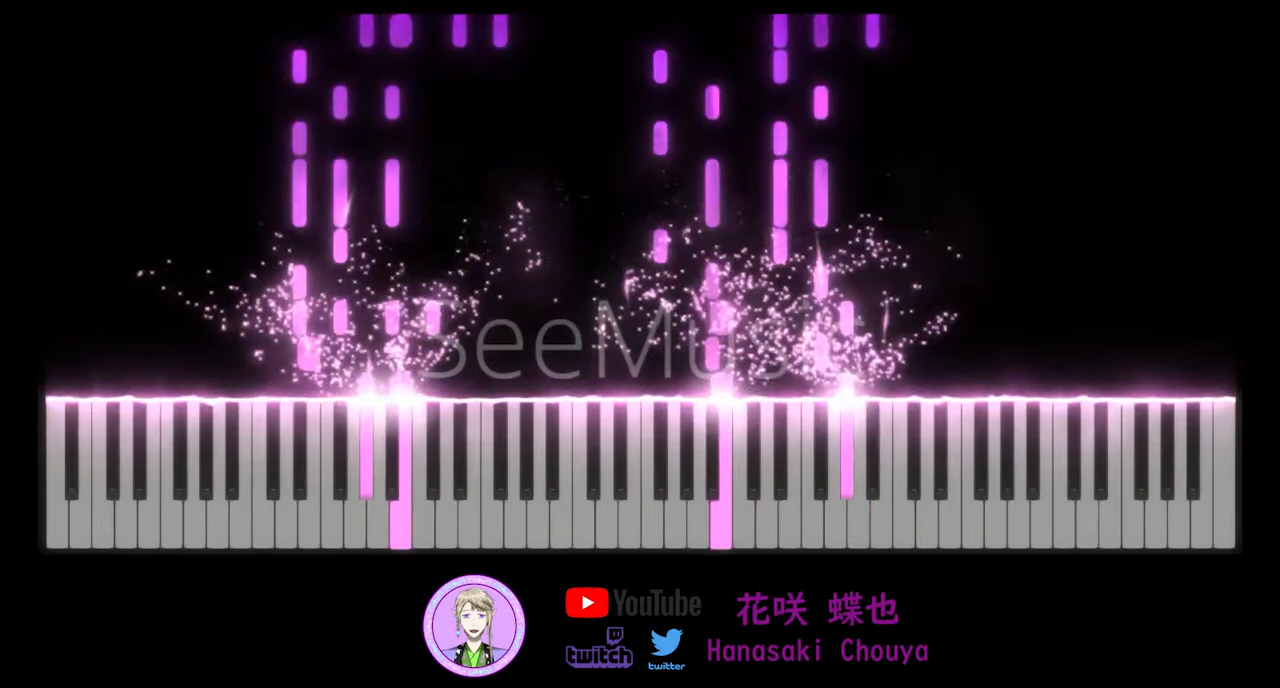 SeeMusic
YouTube
花咲 蝶也
twitch
twitter
Hanasaki Chouya